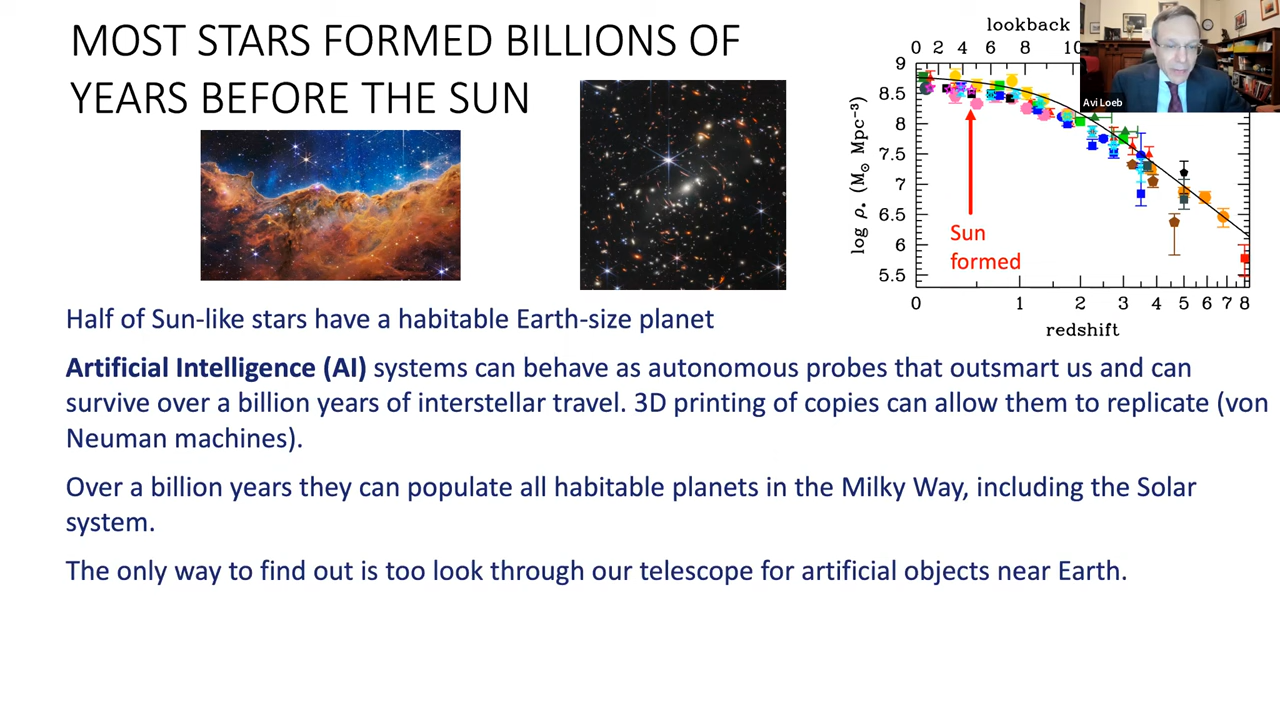 MOST STARS FORMED BILLIONS OF
YEARS BEFORE THE SUN
lookback
0 2 4 6 8 10
9
8.5
8
7.5
7
6.5
6
5.5
log ρ* (M⊙ Mpc⁻³)
Sun
formed
0 1 2 3 4 5 6 7 8
redshift
Avi Loeb
Half of Sun-like stars have a habitable Earth-size planet
Artificial Intelligence (AI) systems can behave as autonomous probes that outsmart us and can
survive over a billion years of interstellar travel. 3D printing of copies can allow them to replicate (von
Neuman machines).
Over a billion years they can populate all habitable planets in the Milky Way, including the Solar
system.
The only way to find out is too look through our telescope for artificial objects near Earth.